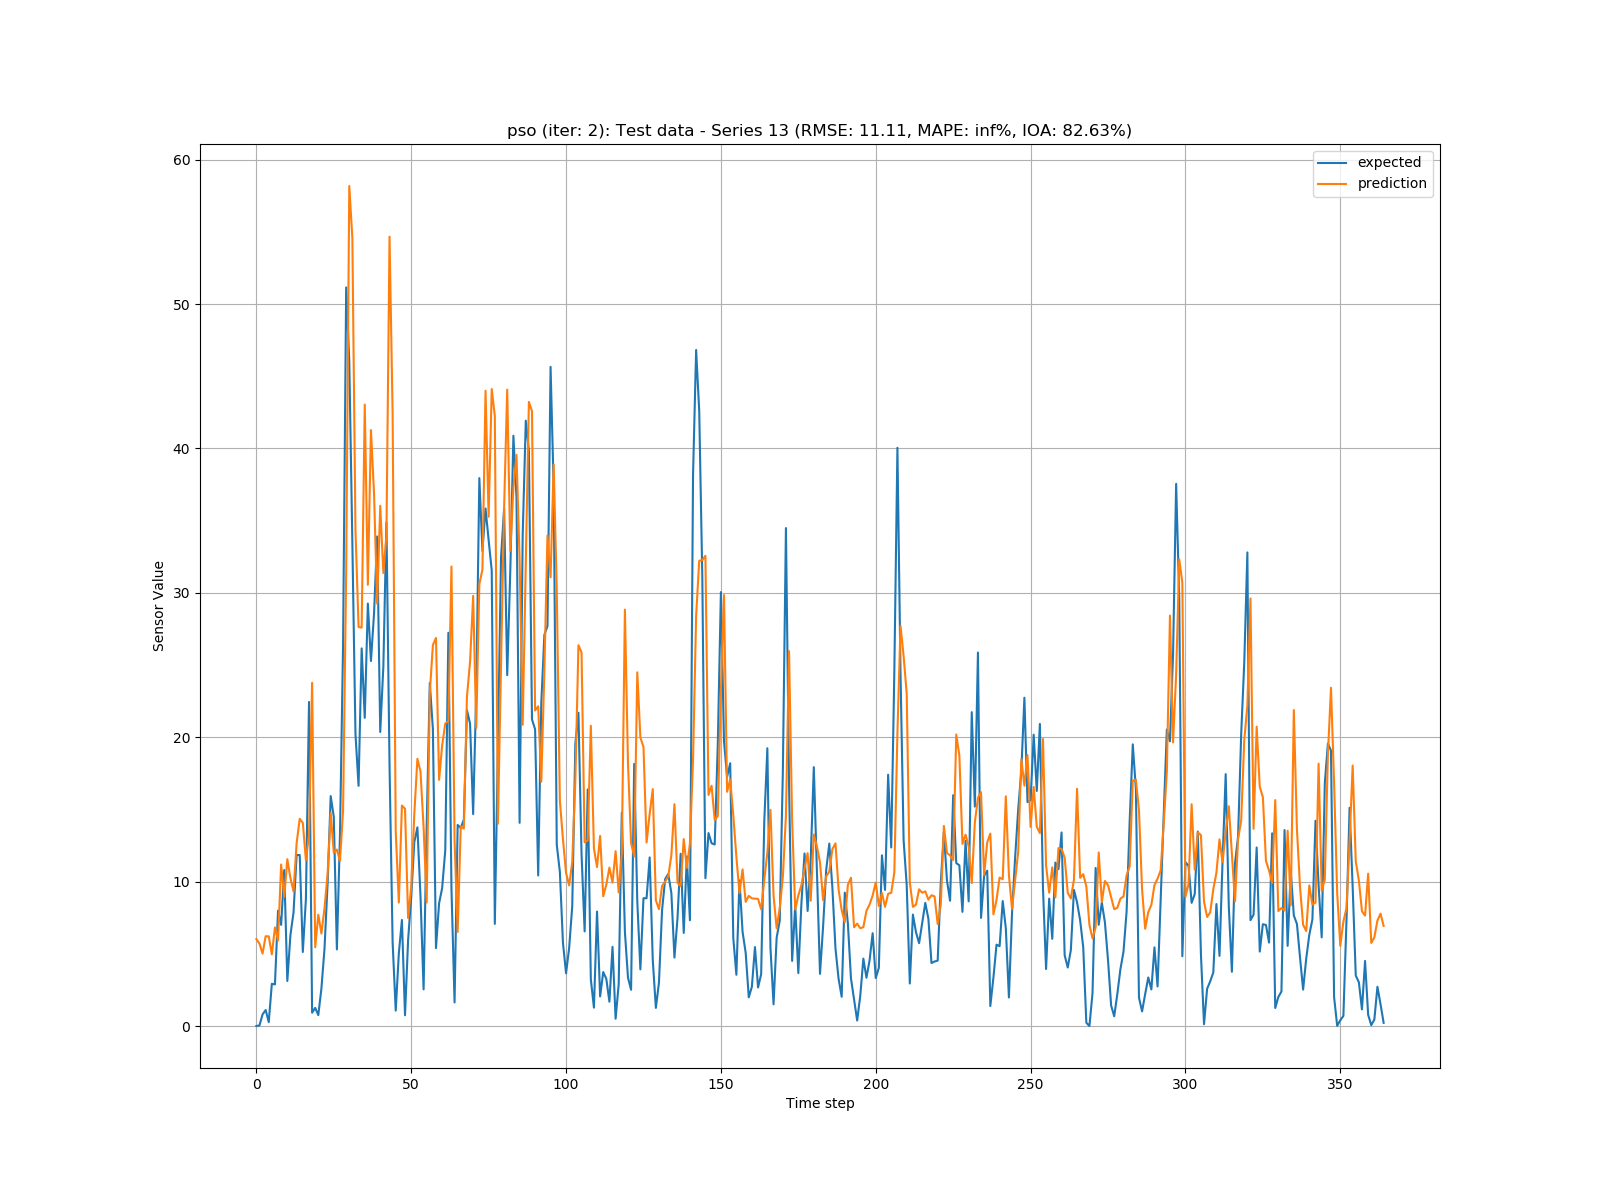 pso (iter: 2): Test data - Series 13 (RMSE: 11.11, MAPE: inf%, IOA: 82.63%)
expected
prediction
60
50
40
30
20
10
0
Sensor Value
0 50 100 150 200 250 300 350
Time step